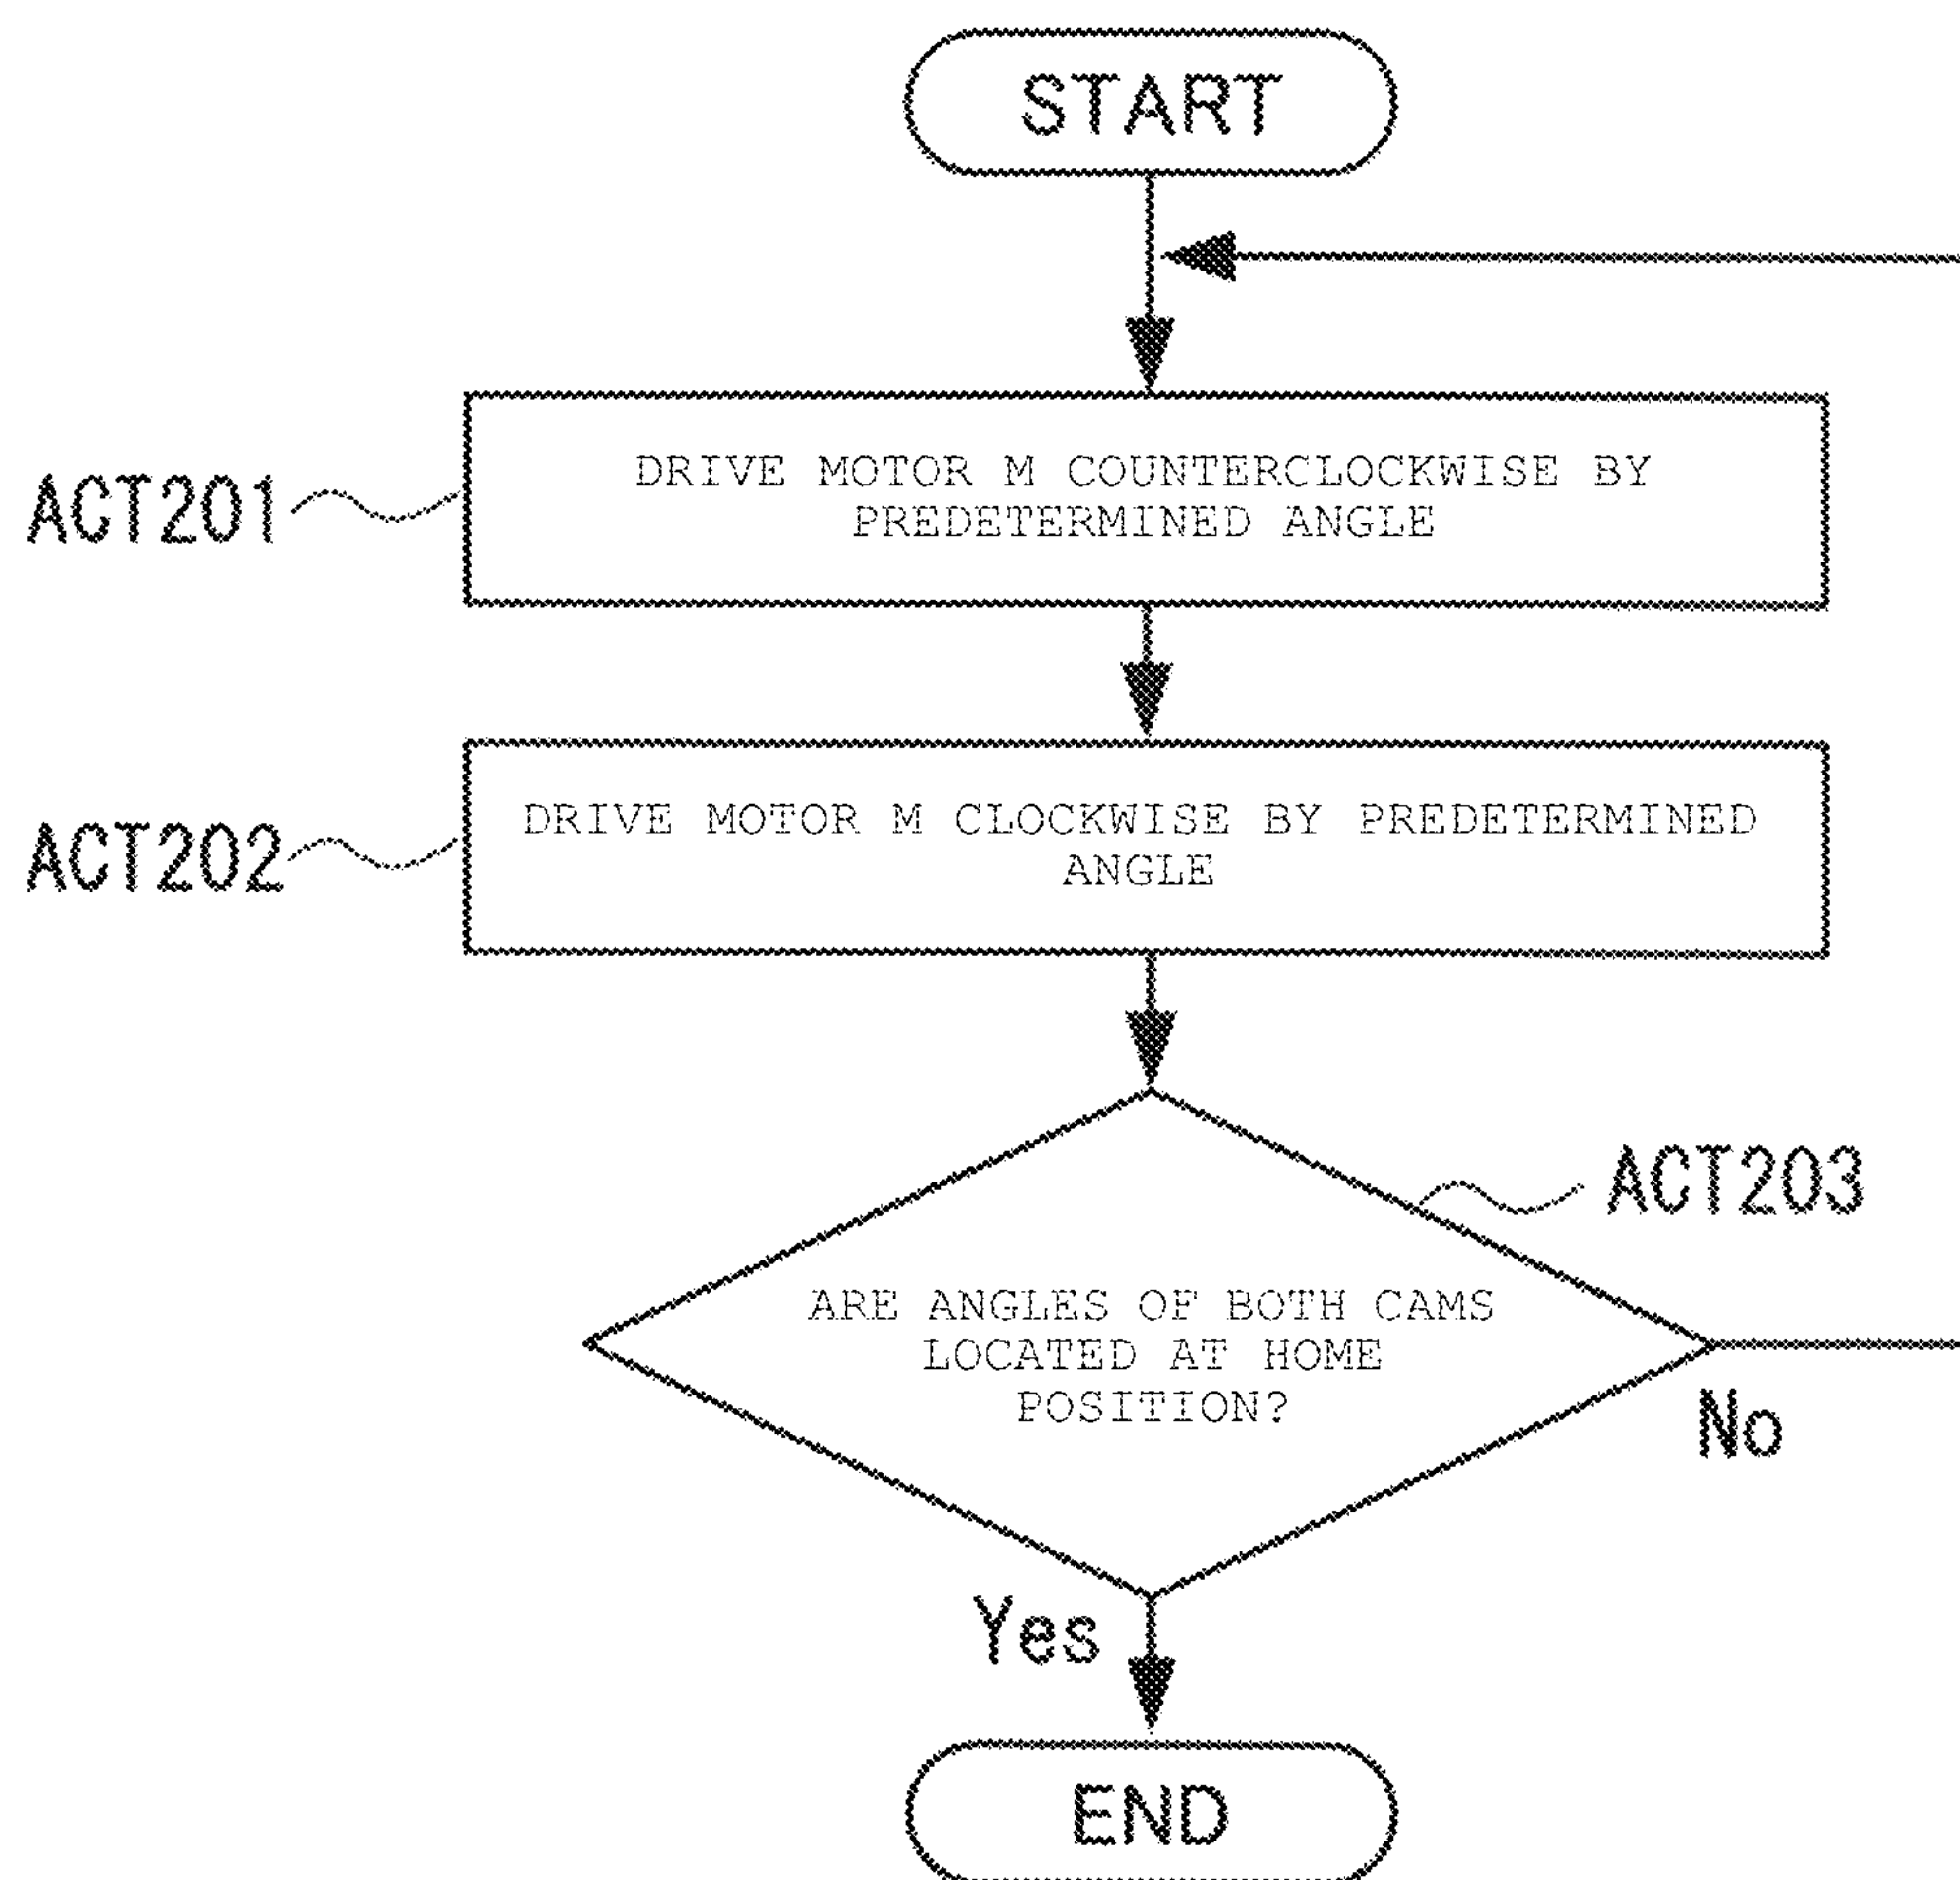 START
ACT201
DRIVE MOTOR M COUNTERCLOCKWISE BY
PREDETERMINED ANGLE
ACT202
DRIVE MOTOR M CLOCKWISE BY PREDETERMINED
ANGLE
ACT203
ARE ANGLES OF BOTH CAMS
LOCATED AT HOME
POSITION?
No
Yes
END